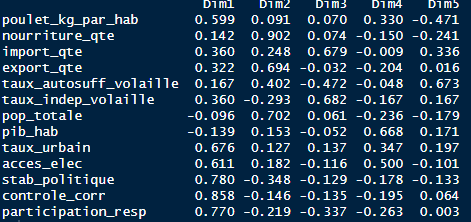 Dim1 Dim2 Dim3 Dim4 Dim5
poulet_kg_par_hab 0.599 0.091 0.070 0.330 -0.471
nourriture_qte 0.142 0.902 0.074 -0.150 -0.241
import_qte 0.360 0.248 0.679 -0.009 0.336
export_qte 0.322 0.694 -0.032 -0.204 0.016
taux_autosuff_volaille 0.167 0.402 -0.472 -0.048 0.673
taux_indep_volaille 0.360 -0.293 0.682 -0.167 0.167
pop_totale -0.096 0.702 0.061 -0.236 -0.179
pib_hab -0.139 0.153 -0.052 0.668 0.171
taux_urbain 0.676 0.127 0.137 0.347 0.197
acces_elec 0.611 0.182 -0.116 0.500 -0.101
stab_politique 0.780 -0.348 -0.129 -0.178 -0.133
controle_corr 0.858 -0.146 -0.135 -0.195 0.064
participation_resp 0.770 -0.219 -0.337 -0.263 0.003